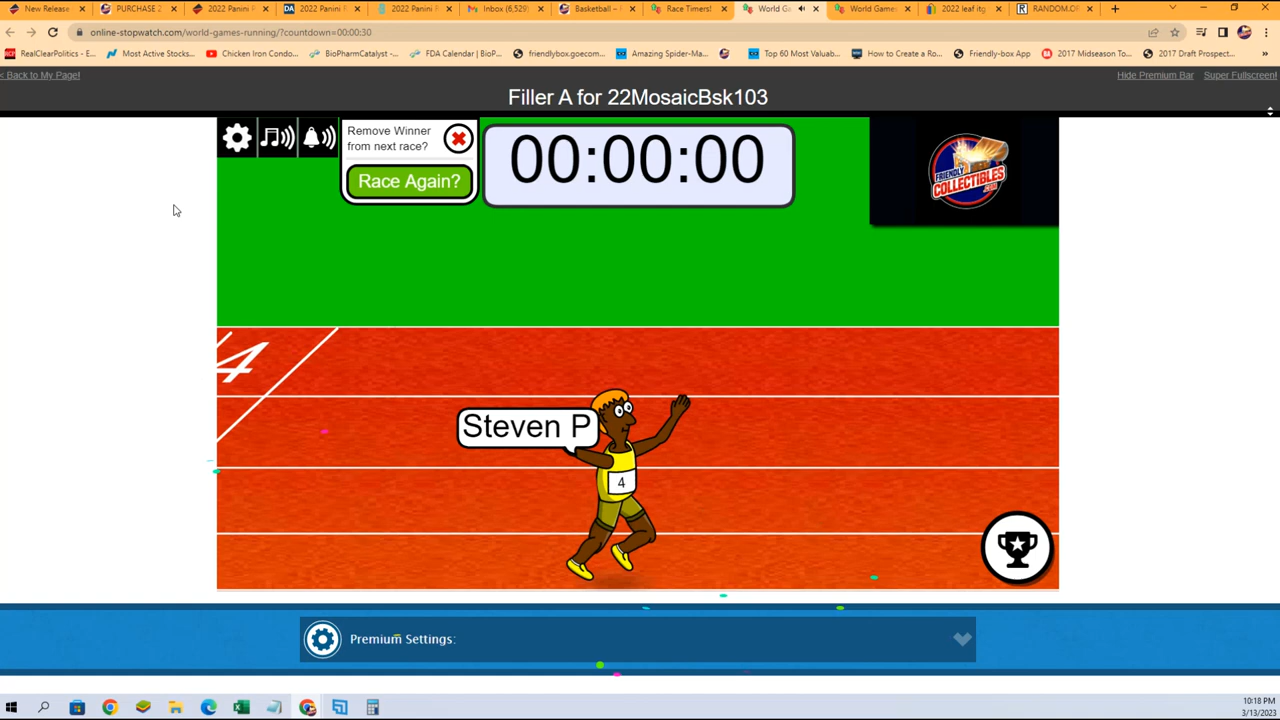 New Release
PURCHASE 2
2022 Panini F
2022 Panini R
2022 Panini F
Inbox (6,529)
Basketball –
Race Timers!
World Ga
World Games
2022 leaf itg
RANDOM.OR
online-stopwatch.com/world-games-running/?countdown=00:00:30
RealClearPolitics - E...
Most Active Stocks...
Chicken Iron Condo...
BioPharmCatalyst -...
FDA Calendar | BioP...
friendlybox.goecom...
Amazing Spider-Ma...
Top 60 Most Valuab...
How to Create a Ro...
Friendly-box App
2017 Midseason To...
2017 Draft Prospect...
< Back to My Page!
Hide Premium Bar
Super Fullscreen!
Filler A for 22MosaicBsk103
Remove Winner
from next race?
Race Again?
00:00:00
FRIENDLY
COLLECTIBLES
.COM
4
Steven P
4
Premium Settings:
10:18 PM
3/13/2023